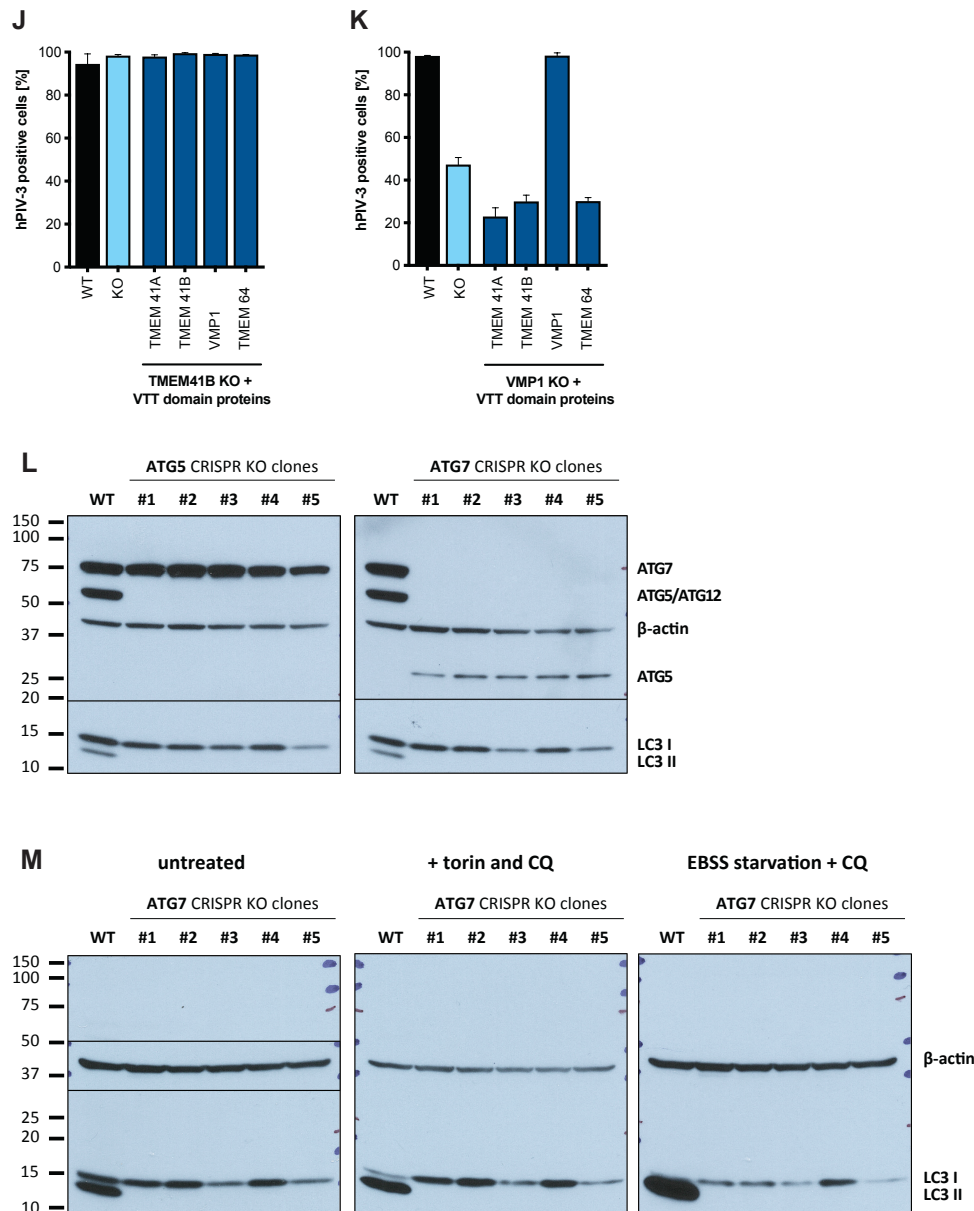 J
hPIV-3 positive cells [%]
100
80
60
40
20
0
WT
KO
TMEM 41A
TMEM 41B
VMP1
TMEM 64
TMEM41B KO +
VTT domain proteins
K
hPIV-3 positive cells [%]
100
80
60
40
20
0
WT
KO
TMEM 41A
TMEM 41B
VMP1
TMEM 64
VMP1 KO +
VTT domain proteins
L
ATG5 CRISPR KO clones
ATG7 CRISPR KO clones
WT #1 #2 #3 #4 #5
WT #1 #2 #3 #4 #5
150
100
75
50
37
25
20
15
10
ATG7
ATG5/ATG12
β-actin
ATG5
LC3 I
LC3 II
M
untreated
+ torin and CQ
EBSS starvation + CQ
ATG7 CRISPR KO clones
ATG7 CRISPR KO clones
ATG7 CRISPR KO clones
WT #1 #2 #3 #4 #5
WT #1 #2 #3 #4 #5
WT #1 #2 #3 #4 #5
150
100
75
50
37
25
20
15
10
β-actin
LC3 I
LC3 II